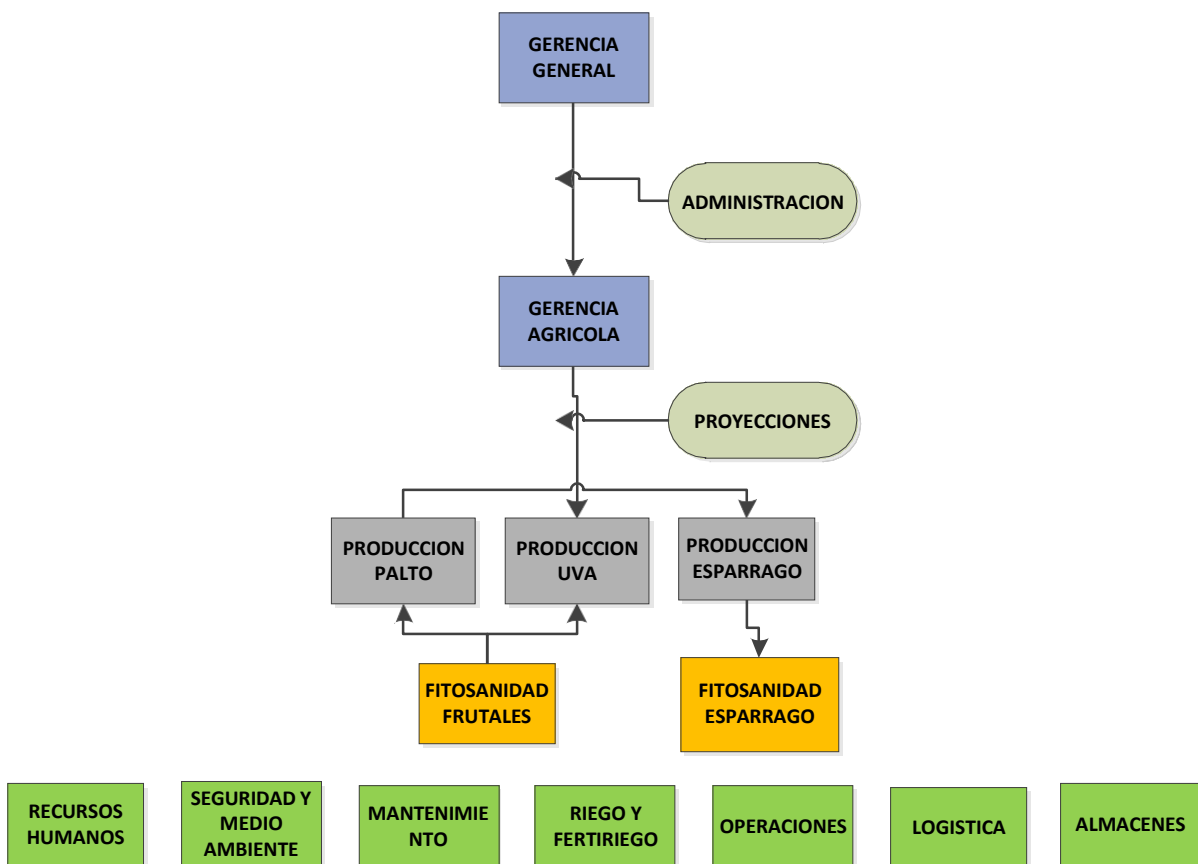 GERENCIA
GENERAL
ADMINISTRACION
GERENCIA
AGRICOLA
PROYECCIONES
PRODUCCION
PALTO
PRODUCCION
UVA
PRODUCCION
ESPARRAGO
FITOSANIDAD
FRUTALES
FITOSANIDAD
ESPARRAGO
RECURSOS
HUMANOS
SEGURIDAD Y
MEDIO
AMBIENTE
MANTENIMIE
NTO
RIEGO Y
FERTIRIEGO
OPERACIONES
LOGISTICA
ALMACENES